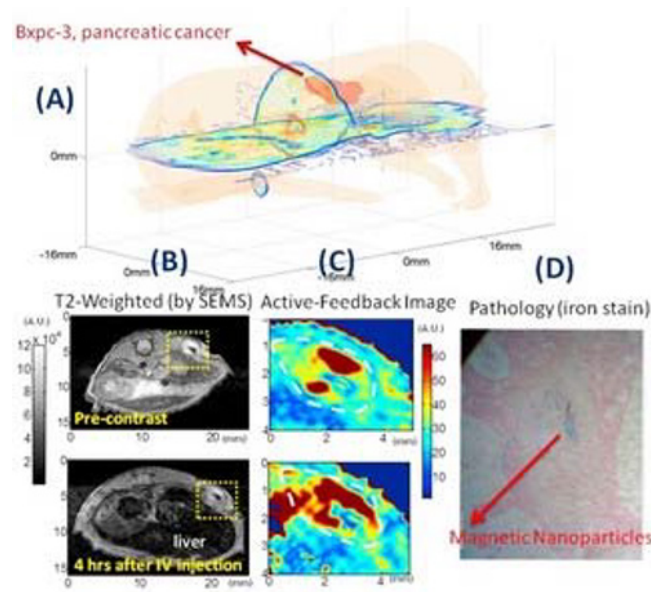 Bxpc-3, pancreatic cancer
(A)
0mm
-16mm
0mm
16mm
-16mm
0mm
16mm
(B)
(C)
(D)
T2-Weighted (by SEMS)
Active-Feedback Image
Pathology (iron stain)
(A.U.)
12
x 10⁴
10
8
6
4
2
0
5
10
15
Pre-contrast
0
10
20
(mm)
0
2
4
0
2
4
(A.U.)
60
50
40
30
20
10
0
5
10
15
liver
4 hrs after IV injection
0
10
20
(mm)
0
1
2
3
4
0
2
4
(mm)
Magnetic Nanoparticles